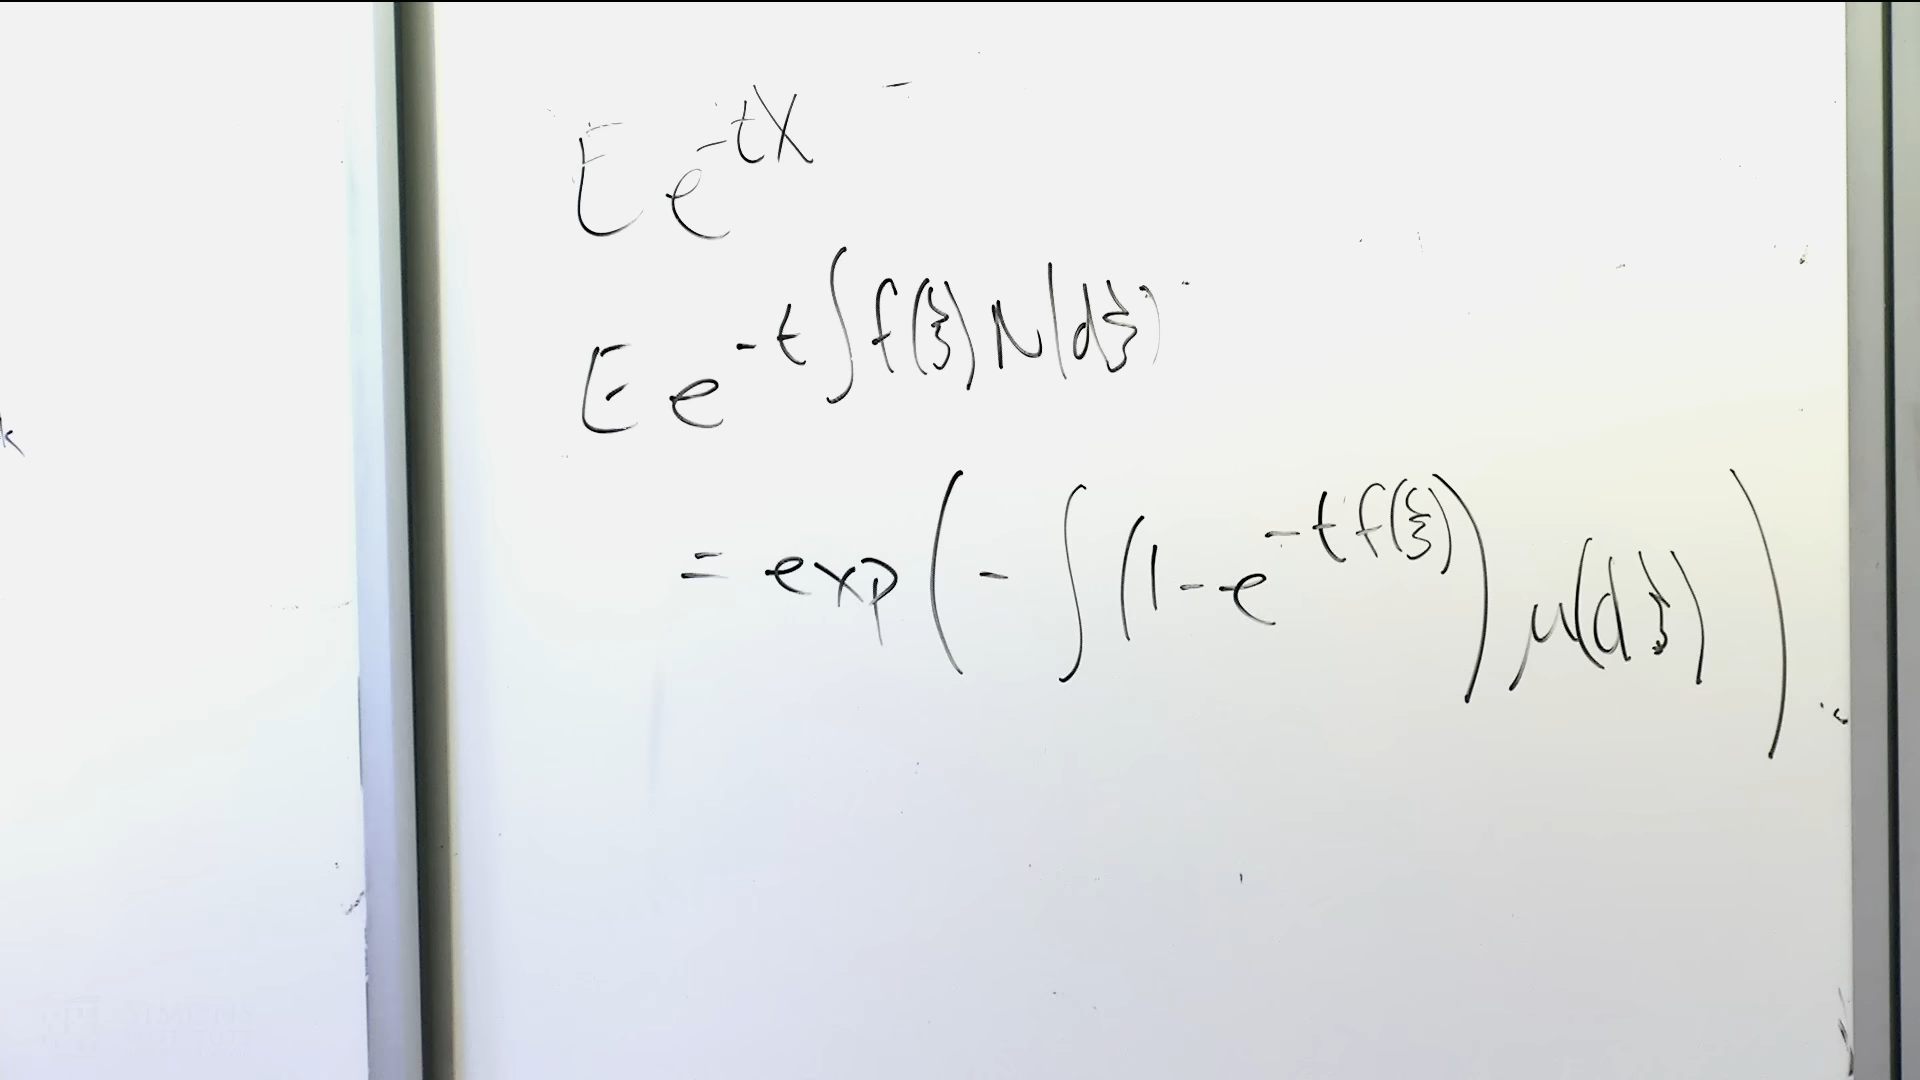 k
E e^{-tX}
E e^{-t∫f(ξ)N(dξ)}
= exp(-∫(1-e^{-tf(ξ)})μ(dξ))